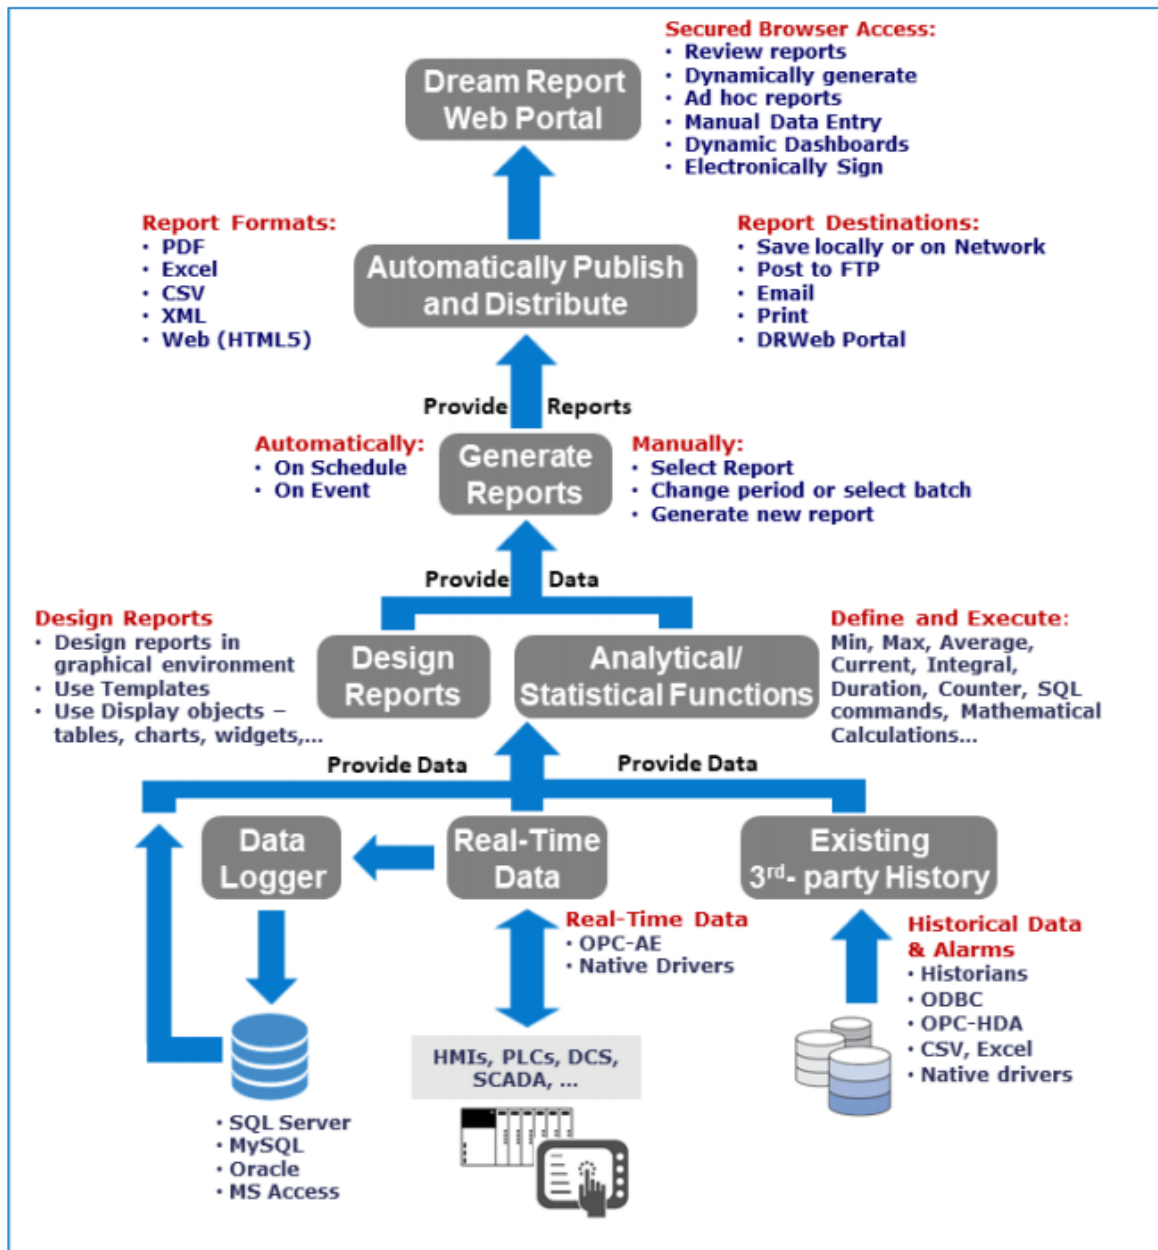 Secured Browser Access:
• Review reports
• Dynamically generate
• Ad hoc reports
• Manual Data Entry
• Dynamic Dashboards
• Electronically Sign
Dream Report
Web Portal
Report Formats:
• PDF
• Excel
• CSV
• XML
• Web (HTML5)
Automatically Publish
and Distribute
Report Destinations:
• Save locally or on Network
• Post to FTP
• Email
• Print
• DRWeb Portal
Provide Reports
Automatically:
• On Schedule
• On Event
Generate
Reports
Manually:
• Select Report
• Change period or select batch
• Generate new report
Provide Data
Design Reports
• Design reports in
graphical environment
• Use Templates
• Use Display objects –
tables, charts, widgets,...
Design
Reports
Analytical/
Statistical Functions
Define and Execute:
Min, Max, Average,
Current, Integral,
Duration, Counter, SQL
commands, Mathematical
Calculations...
Provide Data
Provide Data
Data
Logger
Real-Time
Data
Existing
3rd- party History
Real-Time Data
• OPC-AE
• Native Drivers
Historical Data
& Alarms
• Historians
• ODBC
• OPC-HDA
• CSV, Excel
• Native drivers
HMIs, PLCs, DCS,
SCADA, ...
• SQL Server
• MySQL
• Oracle
• MS Access